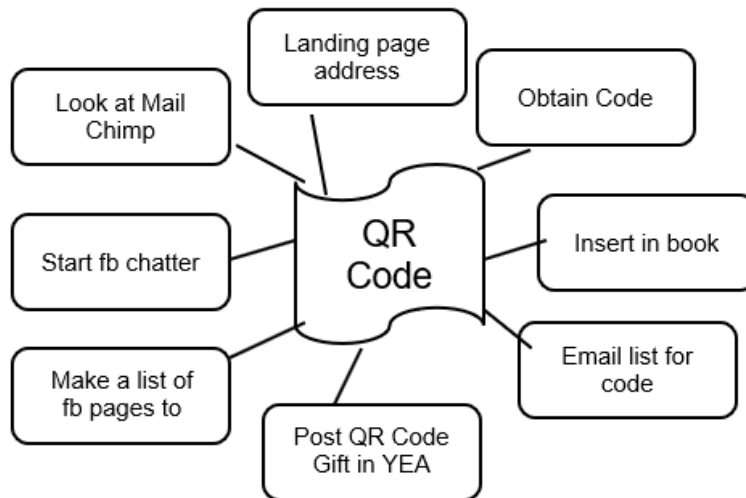 Landing page
address
Look at Mail
Chimp
Obtain Code
QR
Code
Start fb chatter
Insert in book
Make a list of
fb pages to
Email list for
code
Post QR Code
Gift in YEA